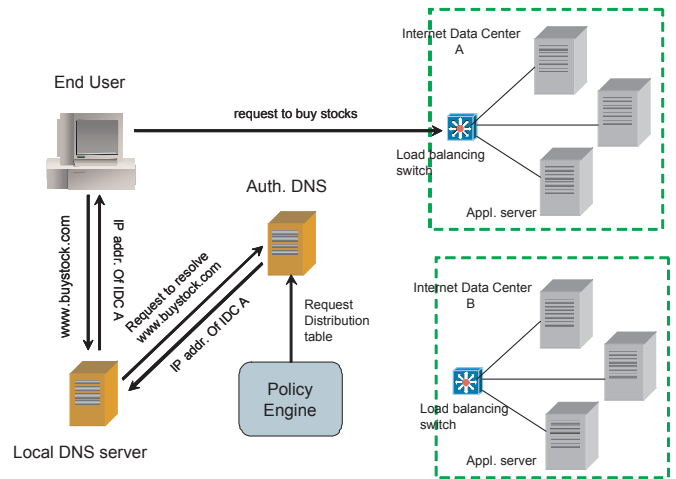 End User
request to buy stocks
Internet Data Center
A
Load balancing
switch
Appl. server
www.buystock.com
IP addr. Of IDC A
Auth. DNS
Request to resolve
www.buystock.com
IP addr. Of IDC A
Request
Distribution
table
Policy
Engine
Local DNS server
Internet Data Center
B
Load balancing
switch
Appl. server